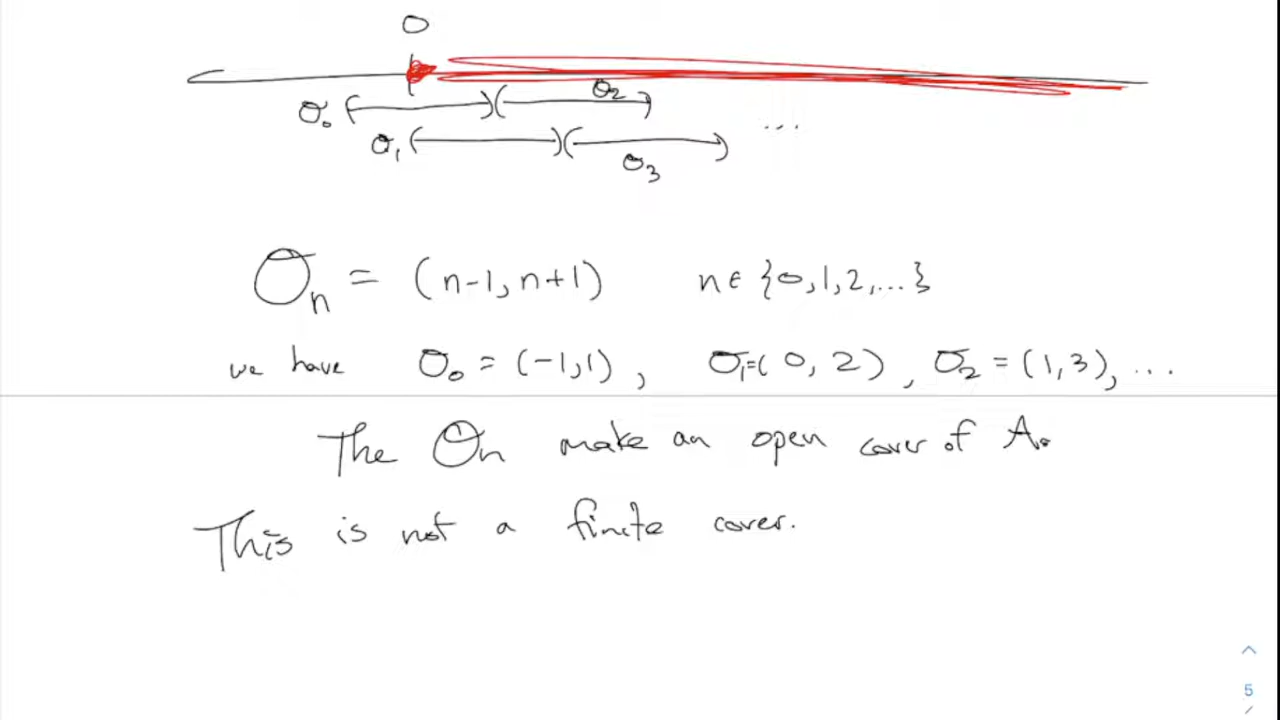 0
O₀ ( ) ( O₂ )
O₁ ( ) ( O₃ ) ...
Oₙ = (n-1, n+1) n ∈ {0, 1, 2, ...}
we have O₀ = (-1, 1), O₁=(0, 2), O₂ = (1, 3), ...
The Oₙ make an open cover of A.
This is not a finite cover.
5